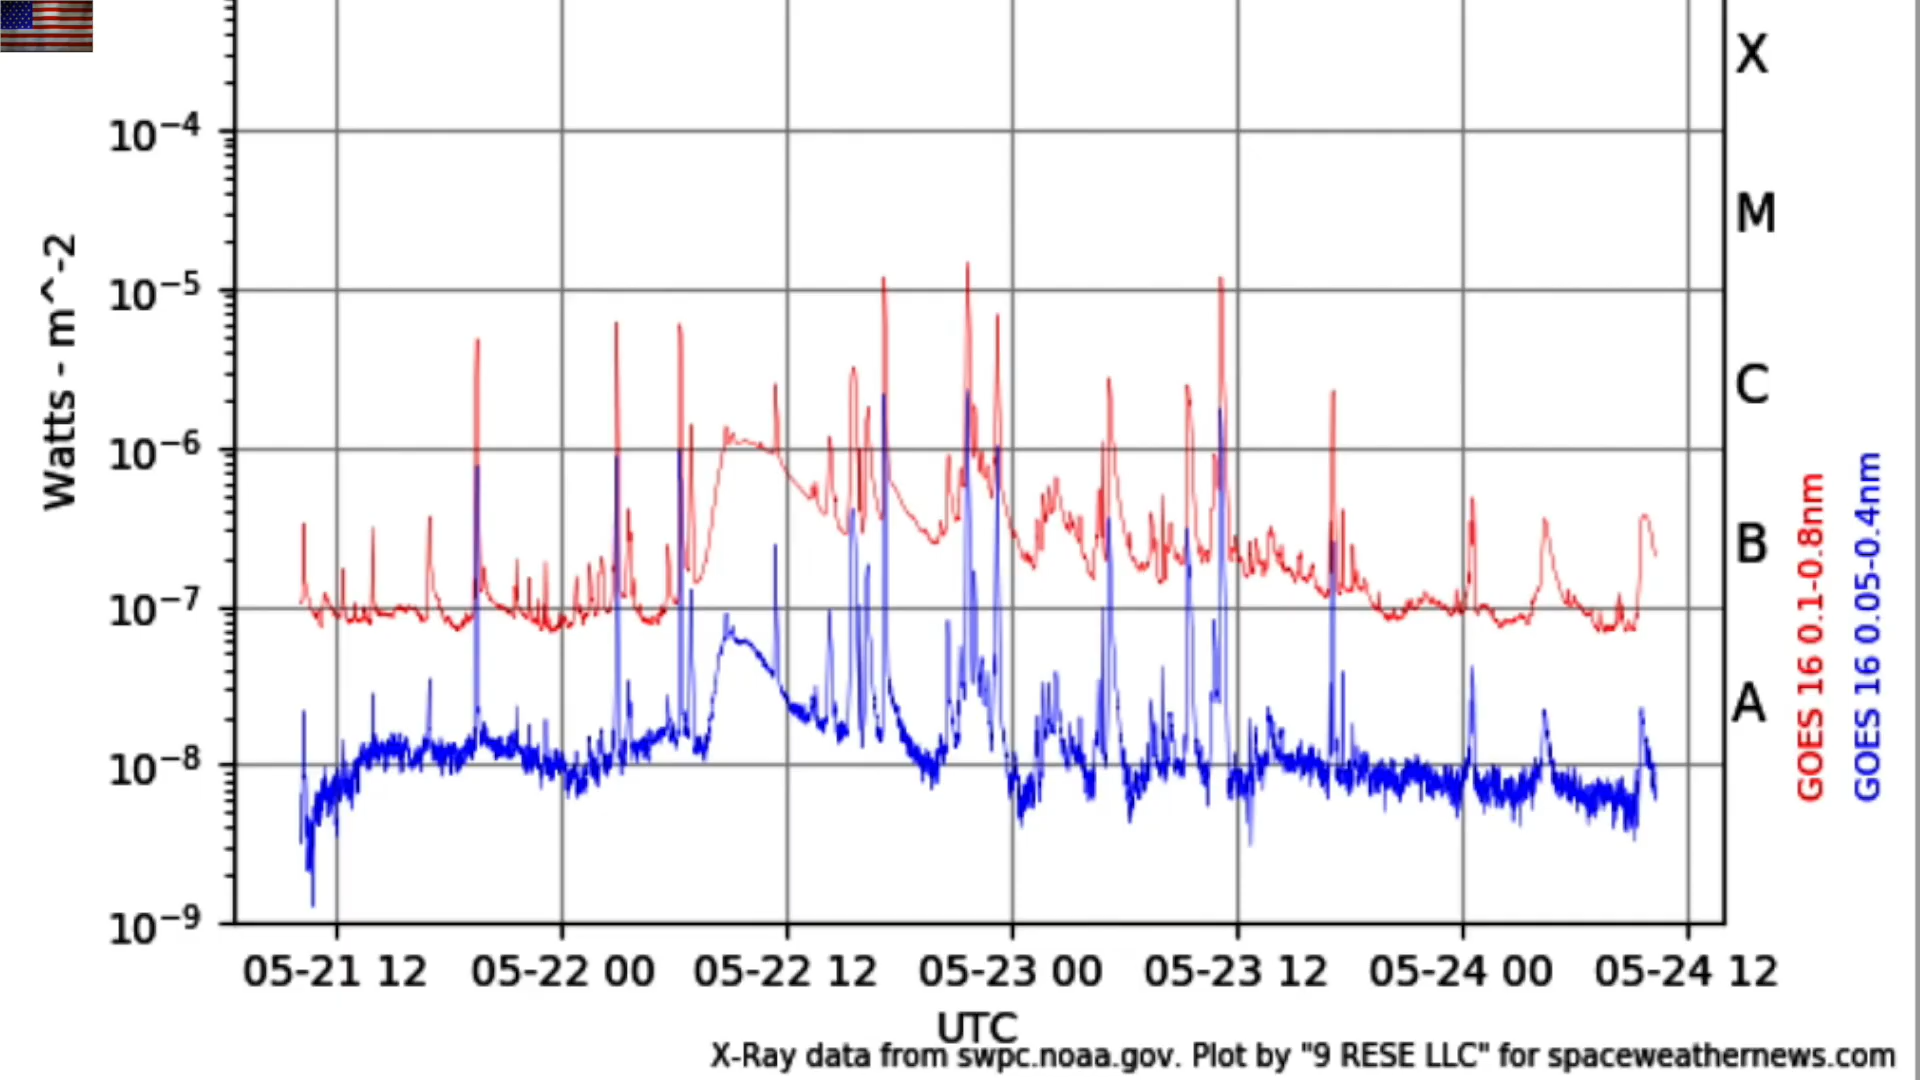 X
10−4
M
10−5
C
10−6
B
10−7
A
10−8
10−9
Watts - m^-2
GOES 16 0.1-0.8nm
GOES 16 0.05-0.4nm
05-21 12 05-22 00 05-22 12 05-23 00 05-23 12 05-24 00 05-24 12
UTC
X-Ray data from swpc.noaa.gov. Plot by "9 RESE LLC" for spaceweathernews.com